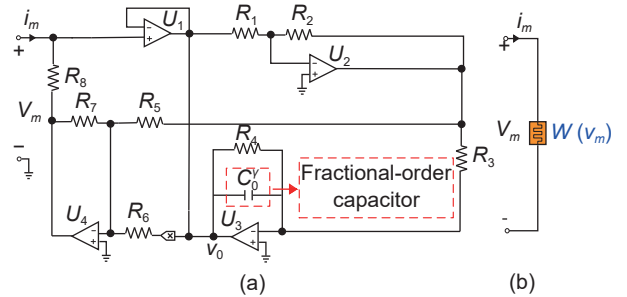 i_m
U_1
R_1
R_2
i_m
+
−
+
U_2
−
+
+
R_8
V_m
R_7
R_5
R_4
R_3
V_m
W (v_m)
−
C_0^γ
Fractional-order
capacitor
U_4
R_6
U_3
−
+
×
v_0
−
+
-
(a)
(b)